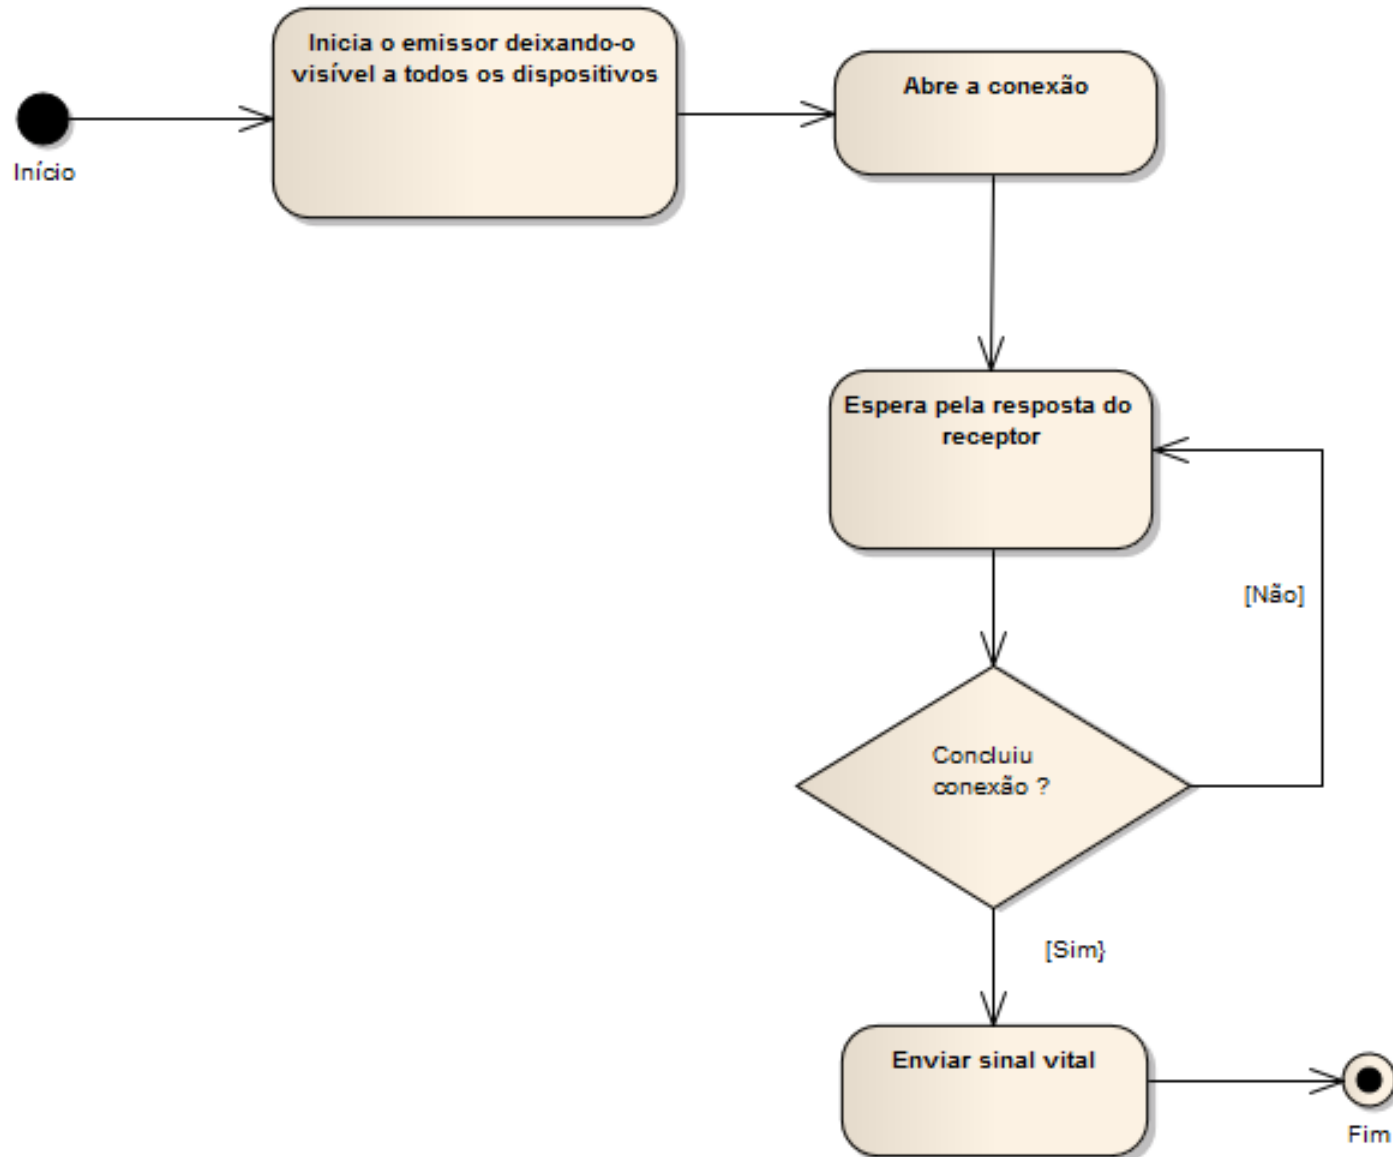 Início
Inicia o emissor deixando-o
visível a todos os dispositivos
Abre a conexão
Espera pela resposta do
receptor
[Não]
Concluiu
conexão ?
[Sim}
Enviar sinal vital
Fim